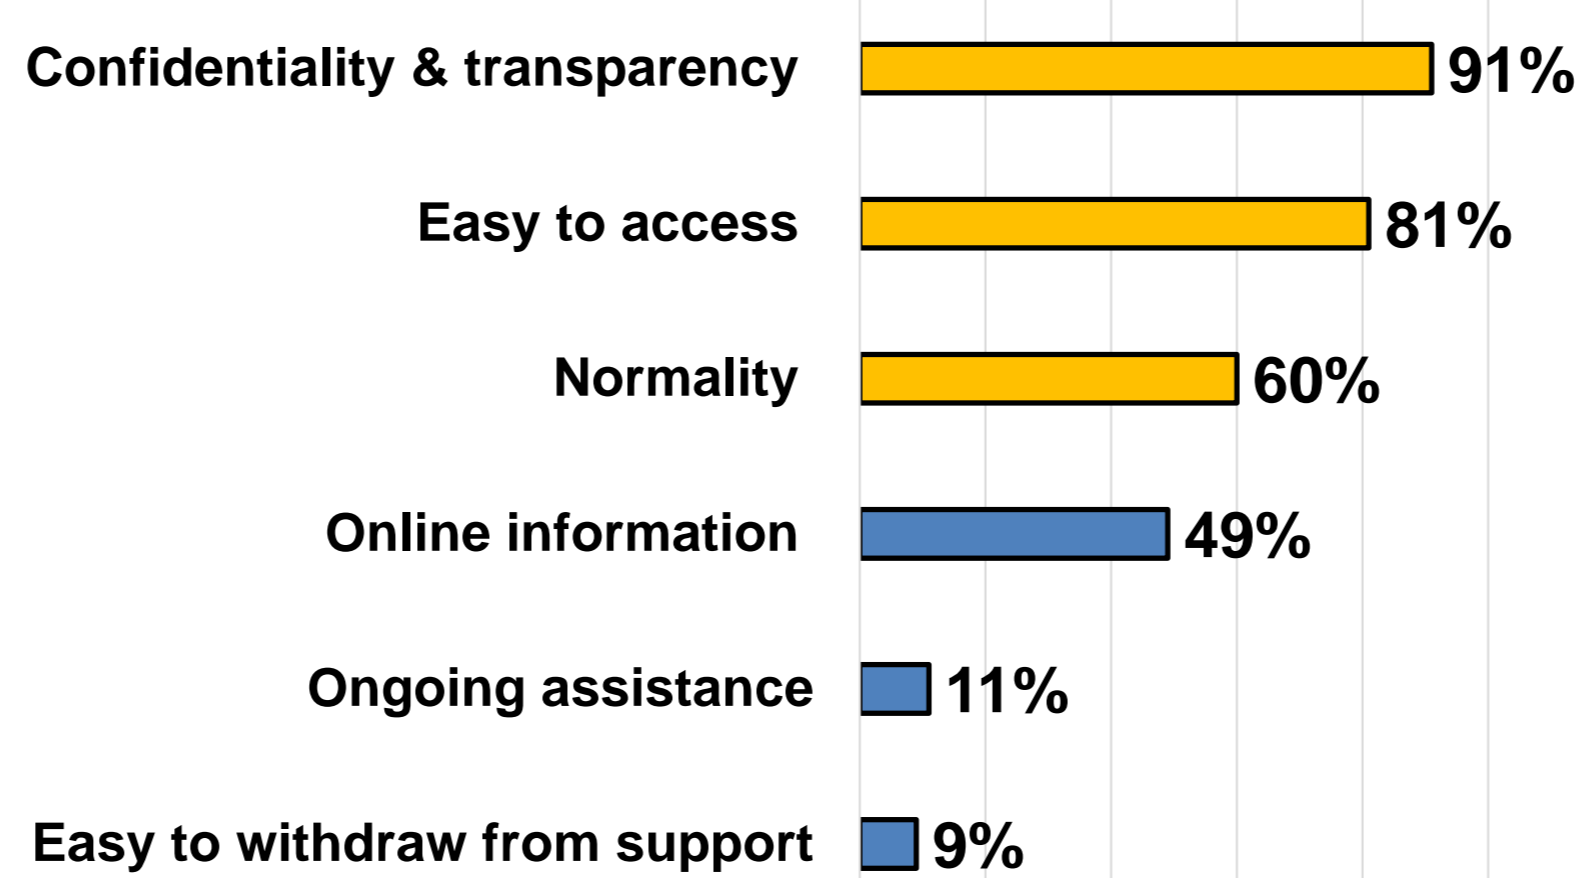 Confidentiality & transparency 91%
Easy to access 81%
Normality 60%
Online information 49%
Ongoing assistance 11%
Easy to withdraw from support 9%